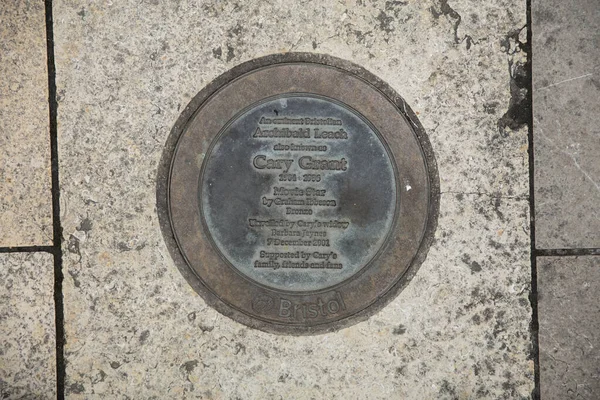 An eminent Bristolian
Archibald Leach
also known as
Cary Grant
1904 - 1986
Movie Star
by Graham Ibbeson
Bronze
Unveiled by Cary's widow
Barbara Jaynes
7 December 2001
Supported by Cary's
family, friends and fans
Bristol